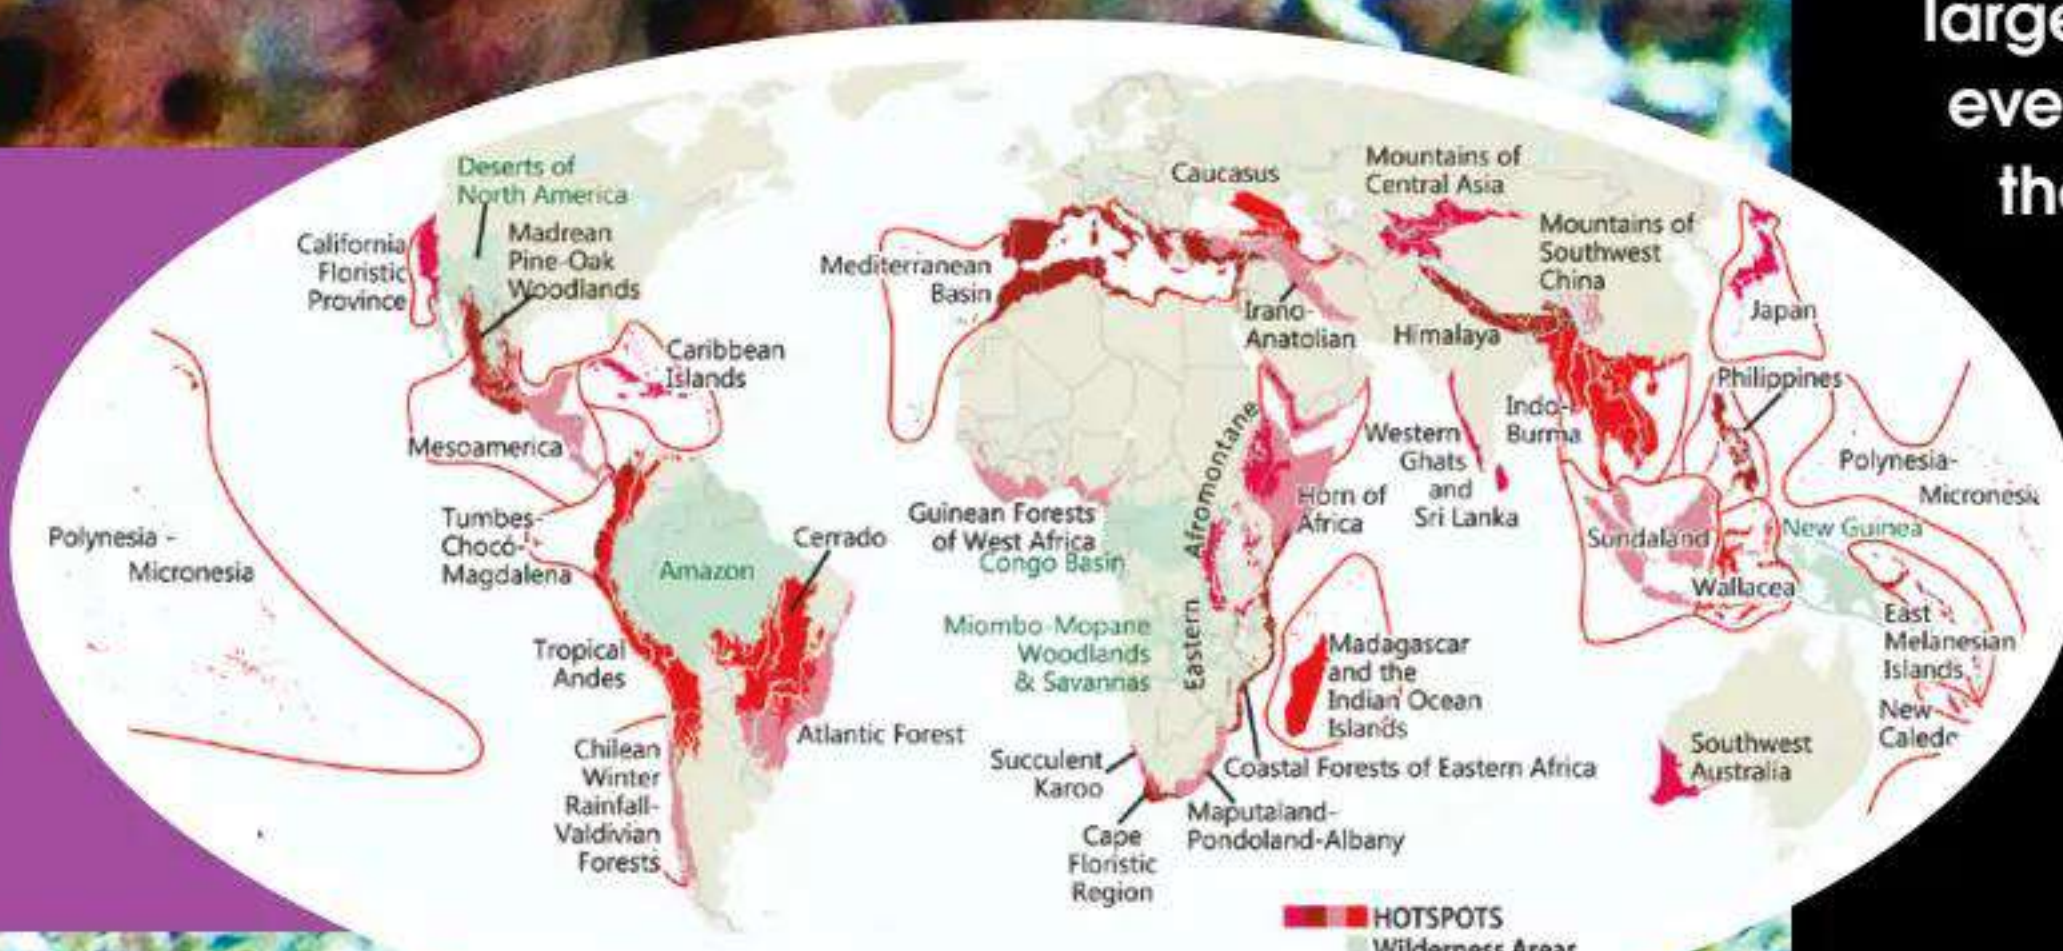 large
eve
the
Deserts of
North America
California
Floristic
Province
Madrean
Pine-Oak
Woodlands
Caribbean
Islands
Mesoamerica
Polynesia -
Micronesia
Tumbes-
Chocó-
Magdalena
Amazon
Cerrado
Tropical
Andes
Atlantic Forest
Chilean
Winter
Rainfall-
Valdivian
Forests
Mediterranean
Basin
Caucasus
Irano-
Anatolian
Mountains of
Central Asia
Mountains of
Southwest
China
Himalaya
Japan
Philippines
Indo-
Burma
Western
Ghats
and
Sri Lanka
Horn of
Africa
Eastern Afromontane
Guinean Forests
of West Africa
Congo Basin
Miombo-Mopane
Woodlands
& Savannas
Madagascar
and the
Indian Ocean
Islands
Coastal Forests of Eastern Africa
Succulent
Karoo
Cape
Floristic
Region
Maputaland-
Pondoland-Albany
Sundaland
Wallacea
New Guinea
Polynesia-
Micronesia
East
Melanesian
Islands
New
Caledo
Southwest
Australia
HOTSPOTS
Wilderness Areas